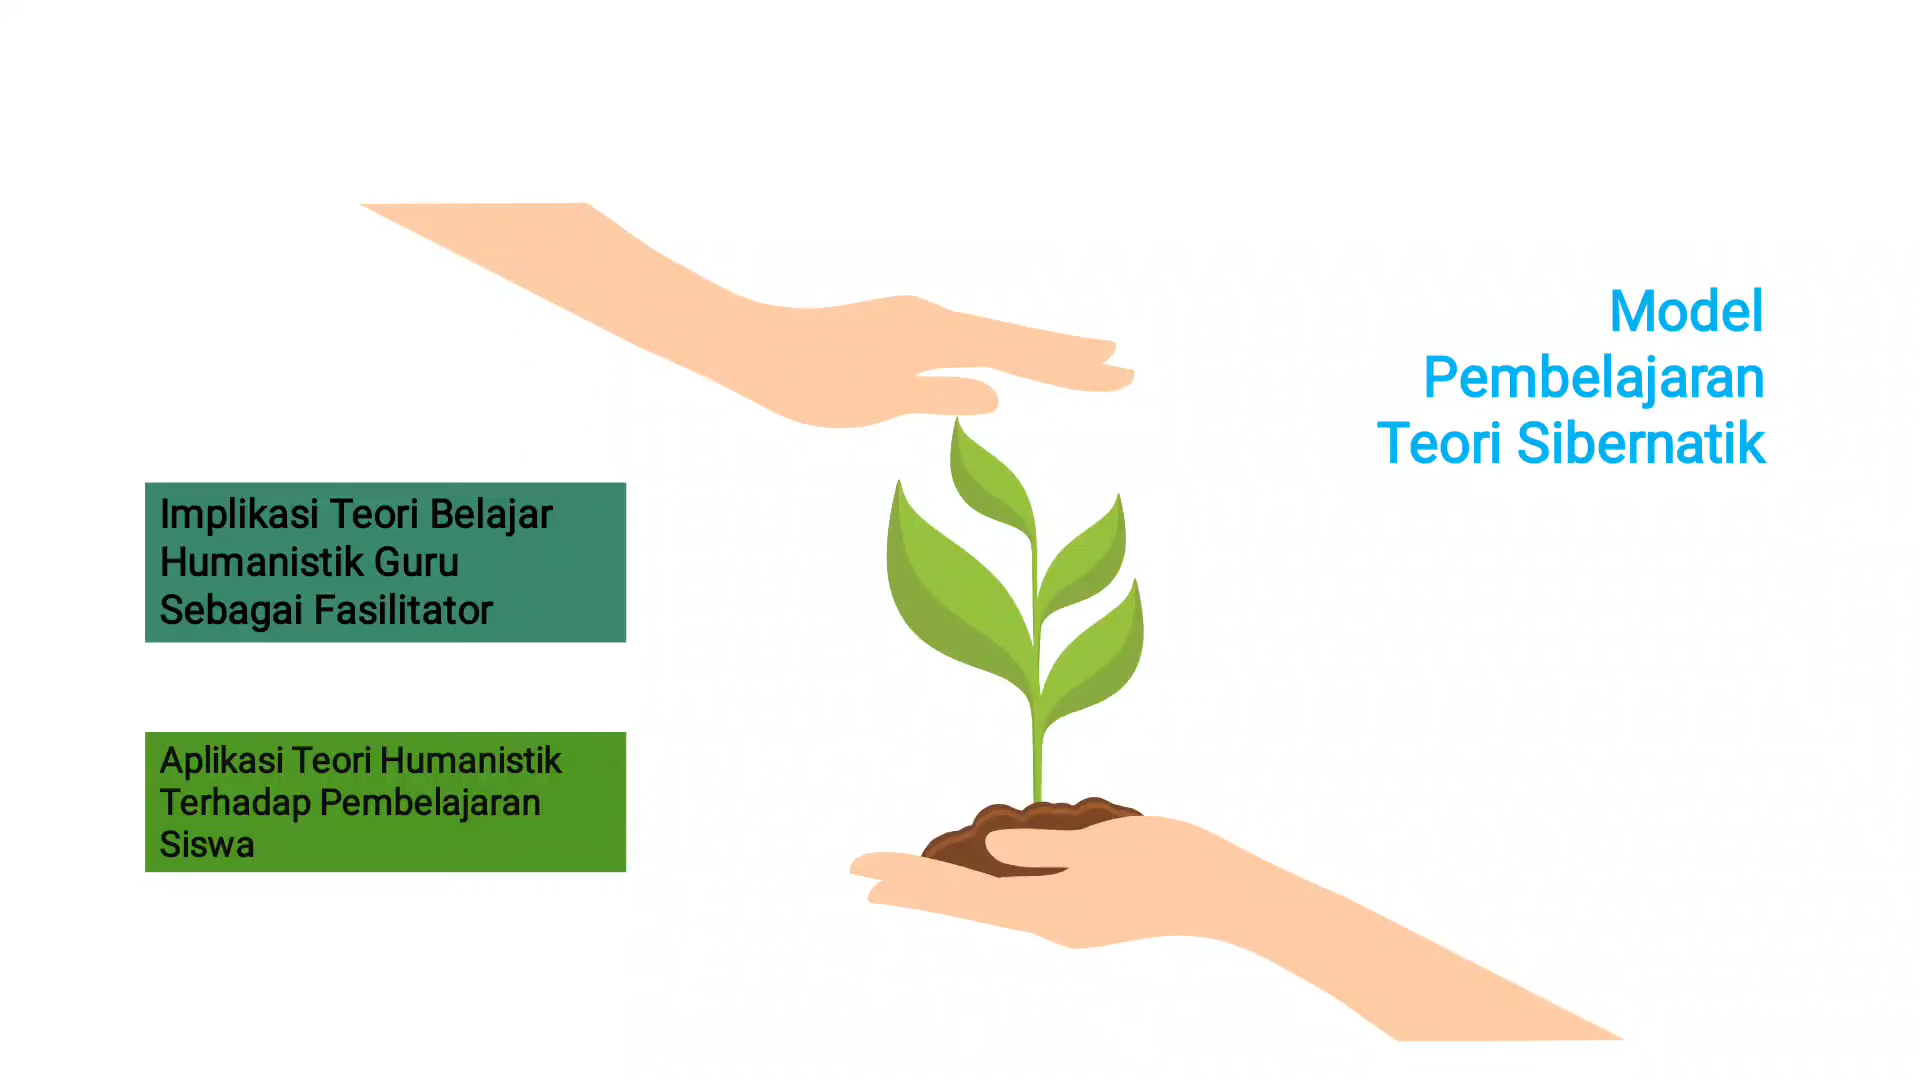 Model
Pembelajaran
Teori Sibernatik
Implikasi Teori Belajar
Humanistik Guru
Sebagai Fasilitator
Aplikasi Teori Humanistik
Terhadap Pembelajaran
Siswa